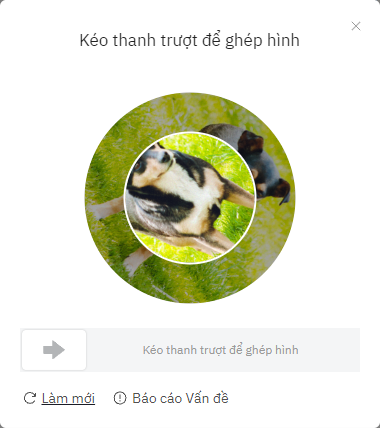 Kéo thanh trượt để ghép hình
Kéo thanh trượt để ghép hình
Làm mới
Báo cáo Vấn đề